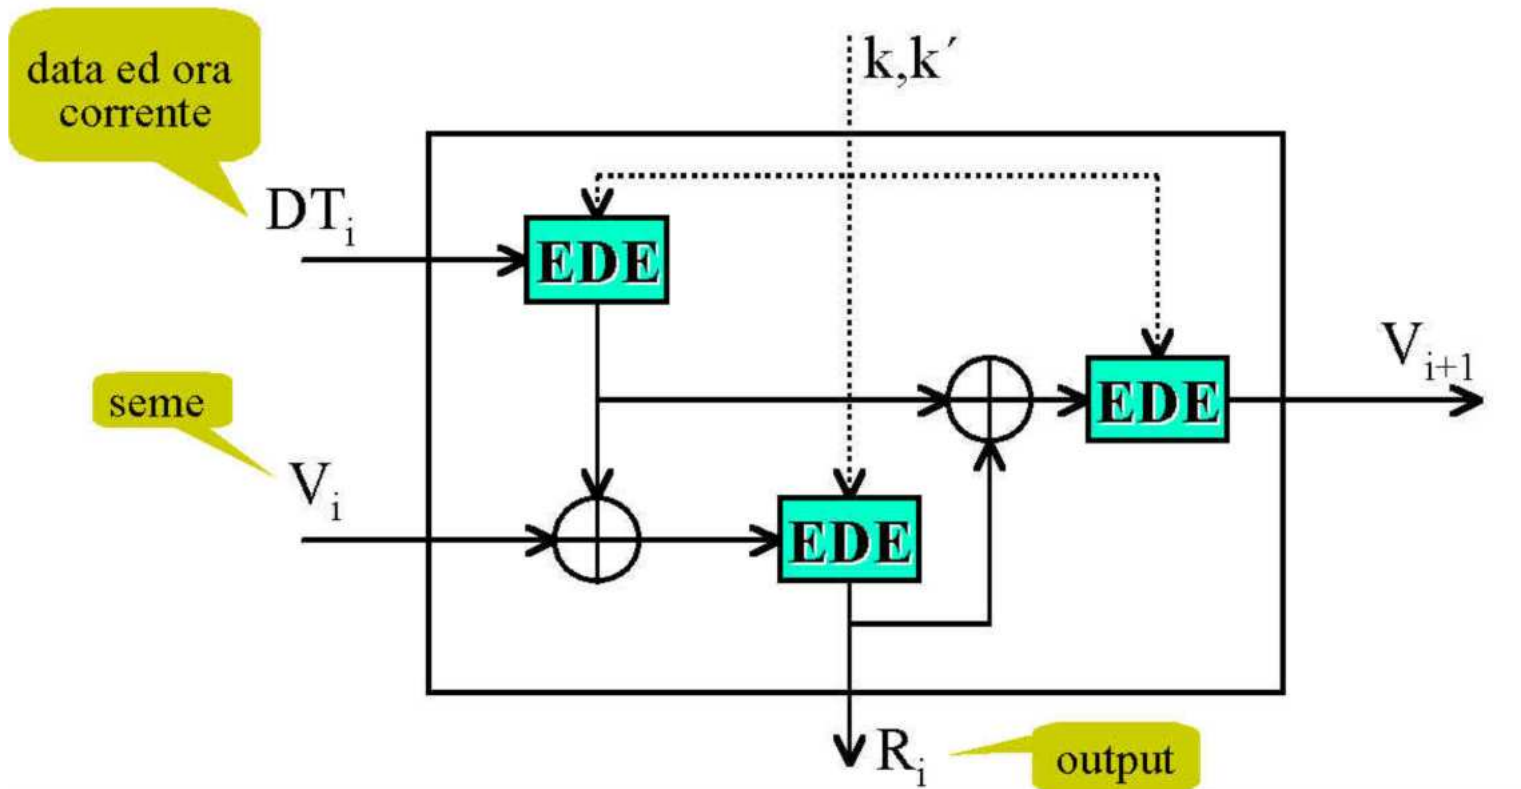 data ed ora
corrente
k,k´
DTᵢ
EDE
seme
Vᵢ
EDE
EDE
Vᵢ₊₁
Rᵢ
output